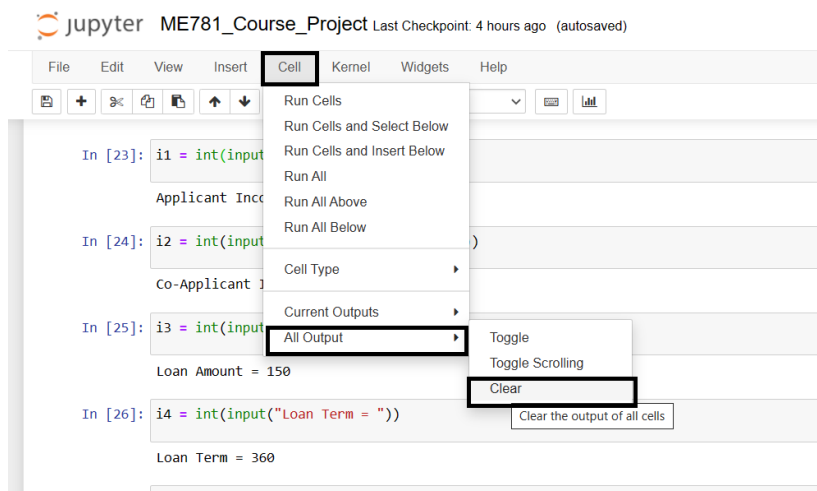 jupyter ME781_Course_Project Last Checkpoint: 4 hours ago (autosaved)
File Edit View Insert Cell Kernel Widgets Help
Run Cells
Run Cells and Select Below
Run Cells and Insert Below
Run All
Run All Above
Run All Below
Cell Type
Current Outputs
All Output
Toggle
Toggle Scrolling
Clear
Clear the output of all cells
In [23]: i1 = int(input
Applicant Inco
In [24]: i2 = int(input )
Co-Applicant I
In [25]: i3 = int(input
Loan Amount = 150
In [26]: i4 = int(input("Loan Term = "))
Loan Term = 360